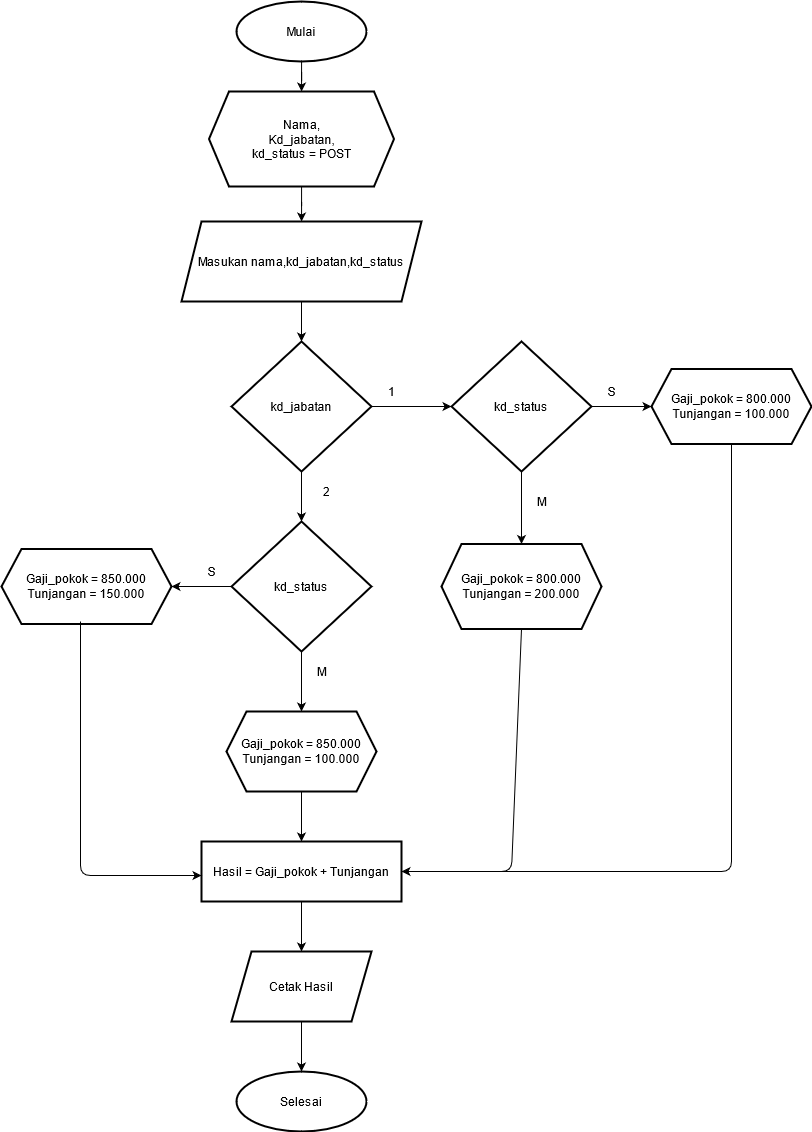 Mulai
Nama,
Kd_jabatan,
kd_status = POST
Masukan nama,kd_jabatan,kd_status
kd_jabatan
1
kd_status
S
Gaji_pokok = 800.000
Tunjangan = 100.000
2
M
kd_status
S
Gaji_pokok = 850.000
Tunjangan = 150.000
Gaji_pokok = 800.000
Tunjangan = 200.000
M
Gaji_pokok = 850.000
Tunjangan = 100.000
Hasil = Gaji_pokok + Tunjangan
Cetak Hasil
Selesai